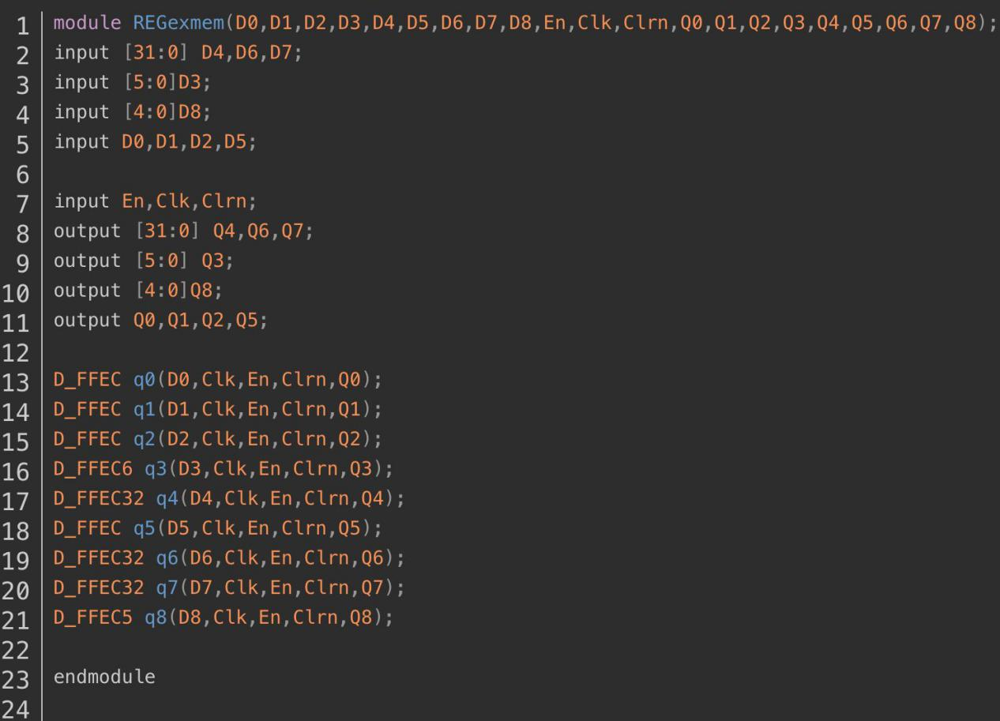 1 module REGexmem(D0,D1,D2,D3,D4,D5,D6,D7,D8,En,Clk,Clrn,Q0,Q1,Q2,Q3,Q4,Q5,Q6,Q7,Q8);
2 input [31:0] D4,D6,D7;
3 input [5:0]D3;
4 input [4:0]D8;
5 input D0,D1,D2,D5;
6
7 input En,Clk,Clrn;
8 output [31:0] Q4,Q6,Q7;
9 output [5:0] Q3;
10 output [4:0]Q8;
11 output Q0,Q1,Q2,Q5;
12
13 D_FFEC q0(D0,Clk,En,Clrn,Q0);
14 D_FFEC q1(D1,Clk,En,Clrn,Q1);
15 D_FFEC q2(D2,Clk,En,Clrn,Q2);
16 D_FFEC6 q3(D3,Clk,En,Clrn,Q3);
17 D_FFEC32 q4(D4,Clk,En,Clrn,Q4);
18 D_FFEC q5(D5,Clk,En,Clrn,Q5);
19 D_FFEC32 q6(D6,Clk,En,Clrn,Q6);
20 D_FFEC32 q7(D7,Clk,En,Clrn,Q7);
21 D_FFEC5 q8(D8,Clk,En,Clrn,Q8);
22
23 endmodule
24